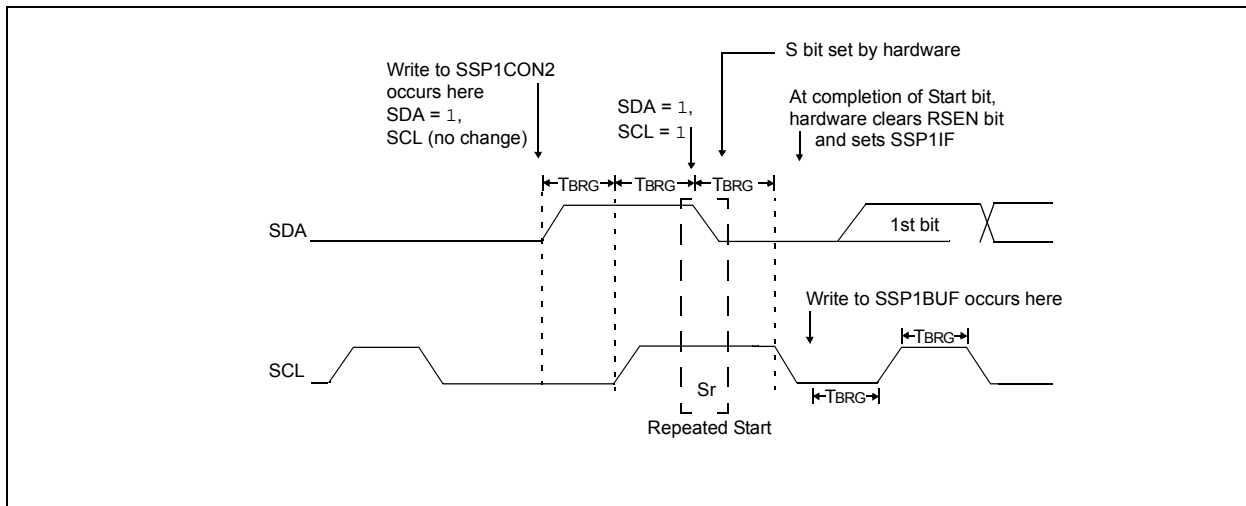 S bit set by hardware
Write to SSP1CON2
occurs here
SDA = 1,
SCL (no change)
SDA = 1,
SCL = 1
At completion of Start bit,
hardware clears RSEN bit
and sets SSP1IF
TBRG
TBRG
TBRG
SDA
1st bit
Write to SSP1BUF occurs here
TBRG
SCL
Sr
TBRG
Repeated Start